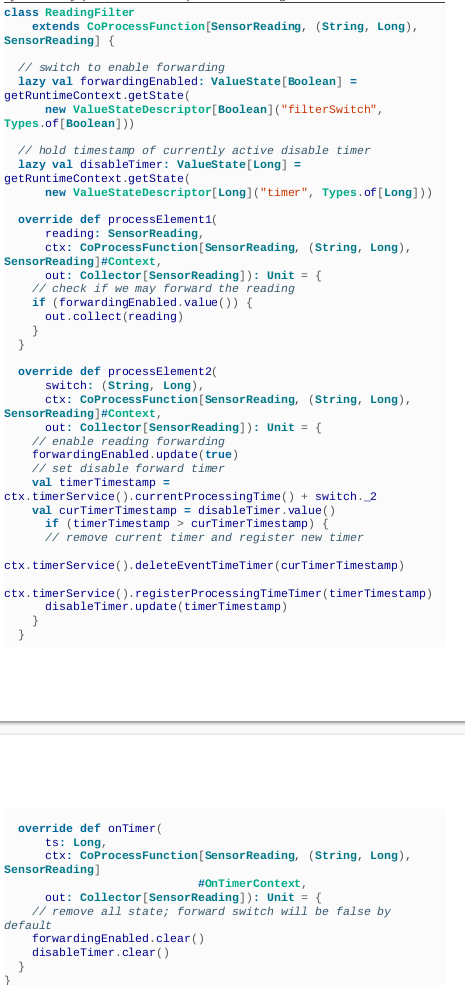 class ReadingFilter
    extends CoProcessFunction[SensorReading, (String, Long),
SensorReading] {

  // switch to enable forwarding
  lazy val forwardingEnabled: ValueState[Boolean] =
getRuntimeContext.getState(
      new ValueStateDescriptor[Boolean]("filterSwitch",
Types.of[Boolean]))

  // hold timestamp of currently active disable timer
  lazy val disableTimer: ValueState[Long] =
getRuntimeContext.getState(
      new ValueStateDescriptor[Long]("timer", Types.of[Long]))

  override def processElement1(
      reading: SensorReading,
      ctx: CoProcessFunction[SensorReading, (String, Long),
SensorReading]#Context,
      out: Collector[SensorReading]): Unit = {
    // check if we may forward the reading
    if (forwardingEnabled.value()) {
      out.collect(reading)
    }
  }

  override def processElement2(
      switch: (String, Long),
      ctx: CoProcessFunction[SensorReading, (String, Long),
SensorReading]#Context,
      out: Collector[SensorReading]): Unit = {
    // enable reading forwarding
    forwardingEnabled.update(true)
    // set disable forward timer
    val timerTimestamp =
ctx.timerService().currentProcessingTime() + switch._2
    val curTimerTimestamp = disableTimer.value()
      if (timerTimestamp > curTimerTimestamp) {
      // remove current timer and register new timer

ctx.timerService().deleteEventTimeTimer(curTimerTimestamp)

ctx.timerService().registerProcessingTimeTimer(timerTimestamp)
      disableTimer.update(timerTimestamp)
    }
  }

  override def onTimer(
      ts: Long,
      ctx: CoProcessFunction[SensorReading, (String, Long),
SensorReading]
                            #OnTimerContext,
      out: Collector[SensorReading]): Unit = {
    // remove all state; forward switch will be false by
default
    forwardingEnabled.clear()
    disableTimer.clear()
  }
}